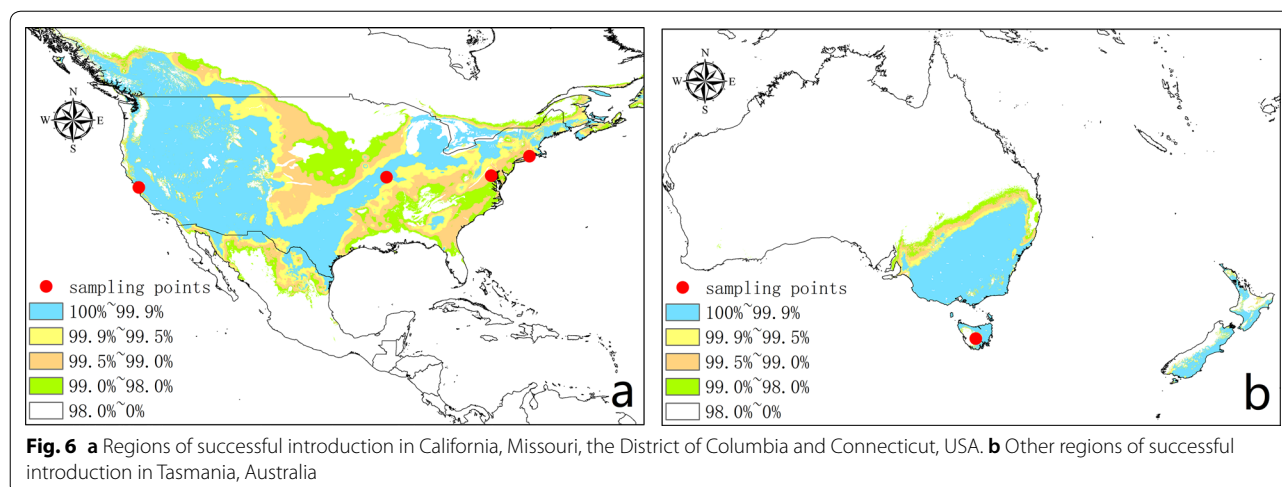 N
W E
S
sampling points
100%~99.9%
99.9%~99.5%
99.5%~99.0%
99.0%~98.0%
98.0%~0%
a
N
W E
S
sampling points
100%~99.9%
99.9%~99.5%
99.5%~99.0%
99.0%~98.0%
98.0%~0%
b
Fig. 6 a Regions of successful introduction in California, Missouri, the District of Columbia and Connecticut, USA. b Other regions of successful
introduction in Tasmania, Australia